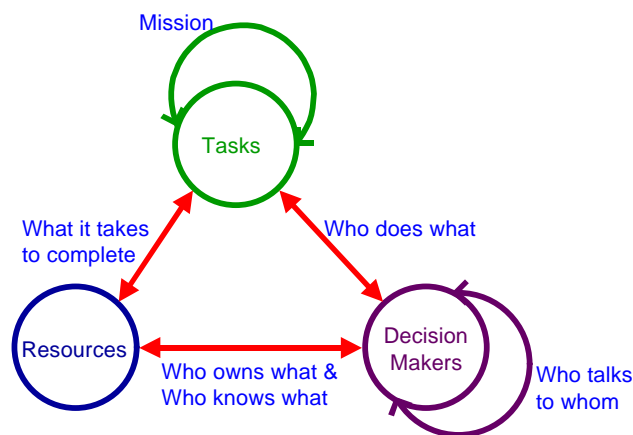 Mission
Tasks
What it takes
to complete
Who does what
Resources
Decision
Makers
Who owns what &
Who knows what
Who talks
to whom